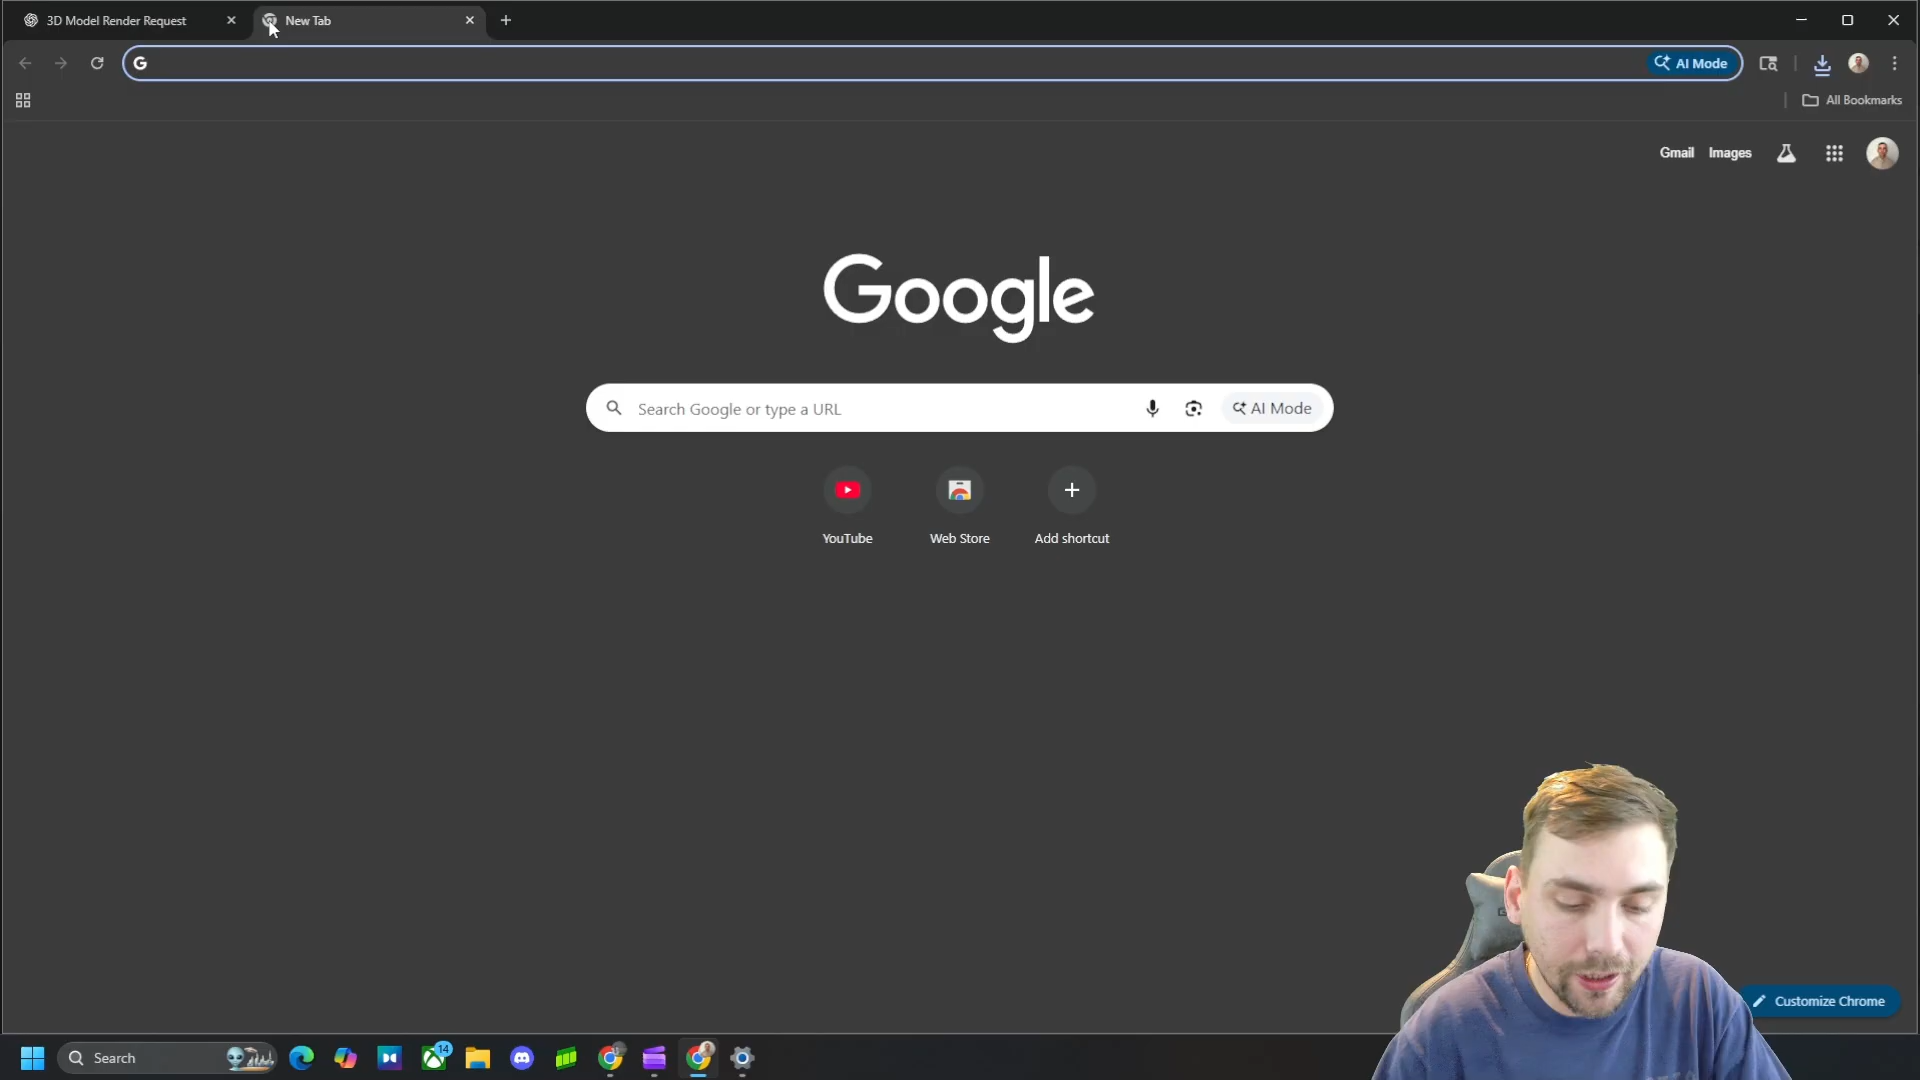 3D Model Render Request
New Tab
AI Mode
All Bookmarks
Gmail Images
Google
Search Google or type a URL
AI Mode
YouTube
Web Store
Add shortcut
Customize Chrome
Search
14